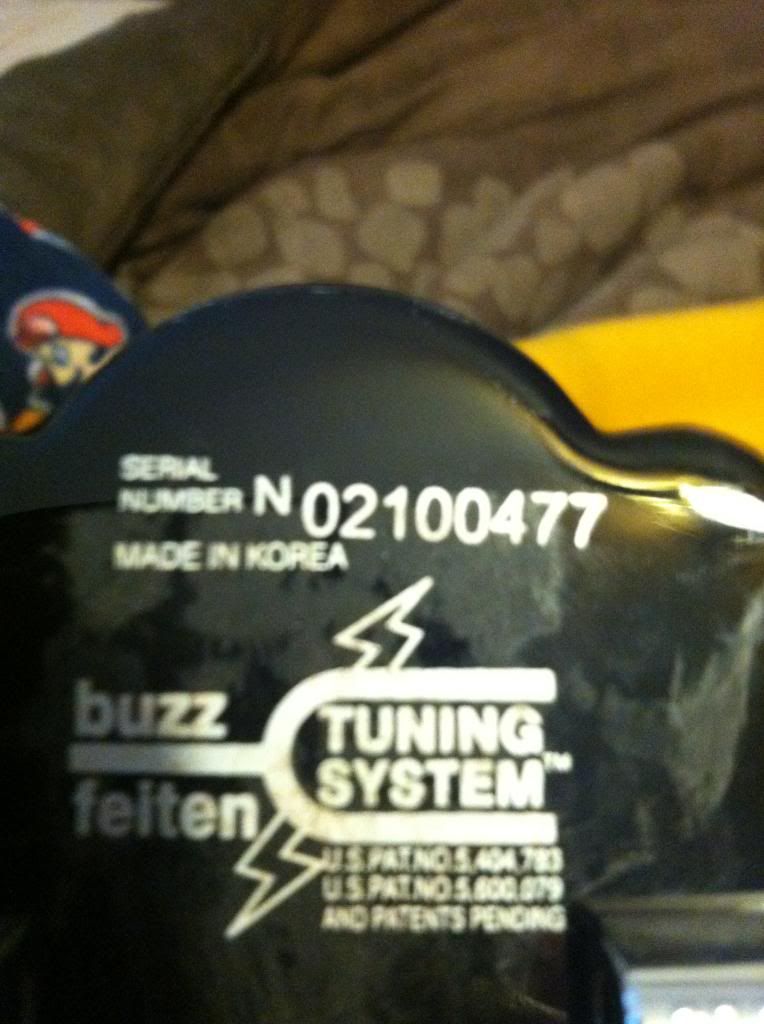 SERIAL
NUMBER N02100477
MADE IN KOREA
buzz
feiten
TUNING
SYSTEM™
U.S. PAT. NO. 5,404,783
U.S. PAT. NO. 5,600,079
AND PATENTS PENDING